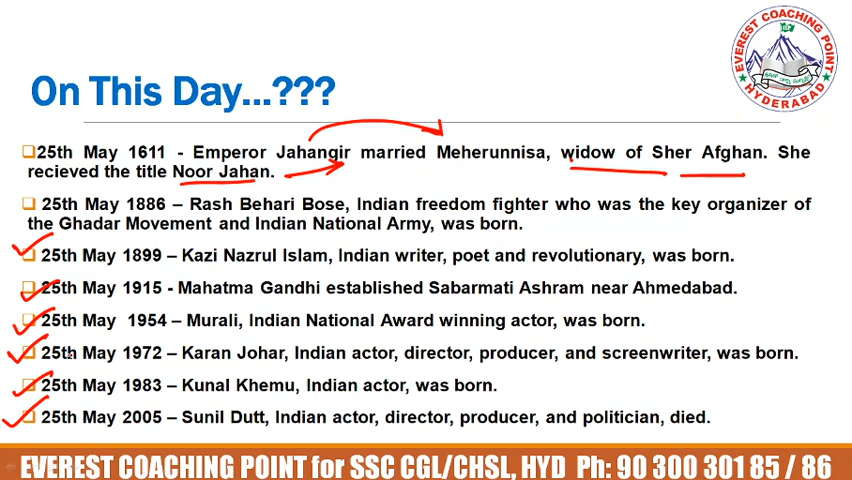 EVEREST COACHING POINT
HYDERABAD
On This Day...???
25th May 1611 - Emperor Jahangir married Meherunnisa, widow of Sher Afghan. She
recieved the title Noor Jahan.
25th May 1886 – Rash Behari Bose, Indian freedom fighter who was the key organizer of
the Ghadar Movement and Indian National Army, was born.
25th May 1899 – Kazi Nazrul Islam, Indian writer, poet and revolutionary, was born.
25th May 1915 - Mahatma Gandhi established Sabarmati Ashram near Ahmedabad.
25th May 1954 – Murali, Indian National Award winning actor, was born.
25th May 1972 – Karan Johar, Indian actor, director, producer, and screenwriter, was born.
25th May 1983 – Kunal Khemu, Indian actor, was born.
25th May 2005 – Sunil Dutt, Indian actor, director, producer, and politician, died.
EVEREST COACHING POINT for SSC CGL/CHSL, HYD Ph: 90 300 301 85 / 86